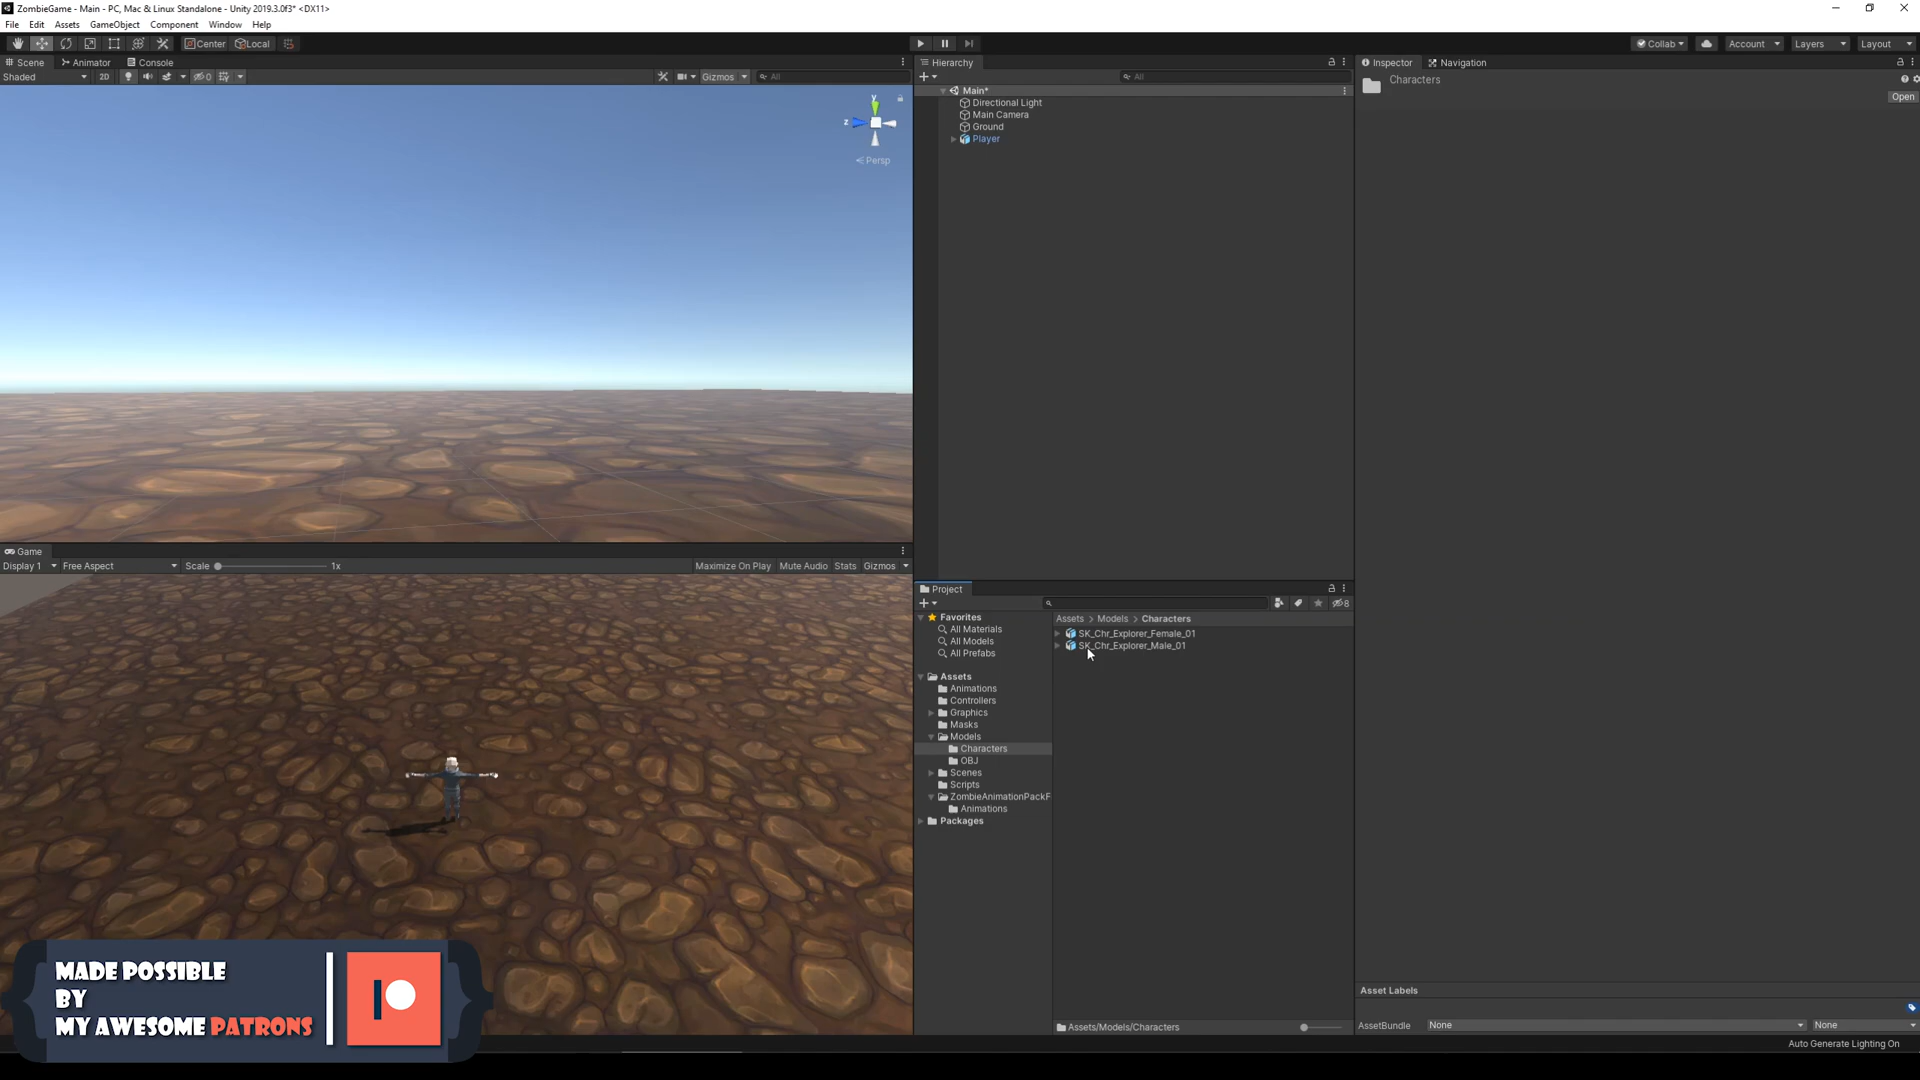 ZombieGame - Main - PC, Mac & Linux Standalone - Unity 2019.3.0f3* <DX11>
File Edit Assets GameObject Component Window Help
Center Local
Collab Account Layers Layout
Scene Animator Console
Shaded 2D 0 Gizmos All
y
z
Persp
Game
Display 1 Free Aspect Scale 1x Maximize On Play Mute Audio Stats Gizmos
MADE POSSIBLE
BY
MY AWESOME PATRONS
Hierarchy
All
Main*
Directional Light
Main Camera
Ground
Player
Project
8
Favorites
All Materials
All Models
All Prefabs
Assets
Animations
Controllers
Graphics
Masks
Models
Characters
OBJ
Scenes
Scripts
ZombieAnimationPackF
Animations
Packages
Assets > Models > Characters
SK_Chr_Explorer_Female_01
SK_Chr_Explorer_Male_01
Assets/Models/Characters
Inspector Navigation
Characters
Open
Asset Labels
AssetBundle None None
Auto Generate Lighting On